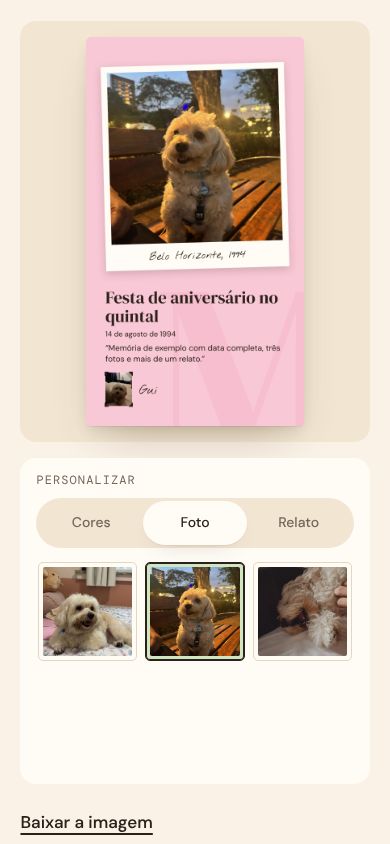 Belo Horizonte, 1994
Festa de aniversário no
quintal
14 de agosto de 1994
“Memória de exemplo com data completa, três
fotos e mais de um relato.”
Gui
M
PERSONALIZAR
Cores Foto Relato
Baixar a imagem